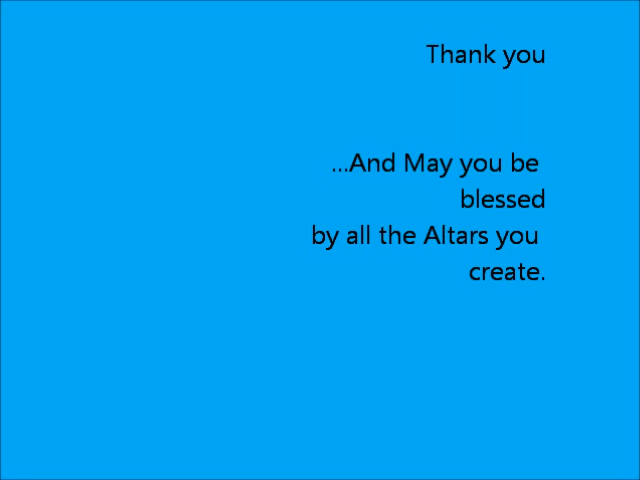 Thank you
...And May you be
blessed
by all the Altars you
create.